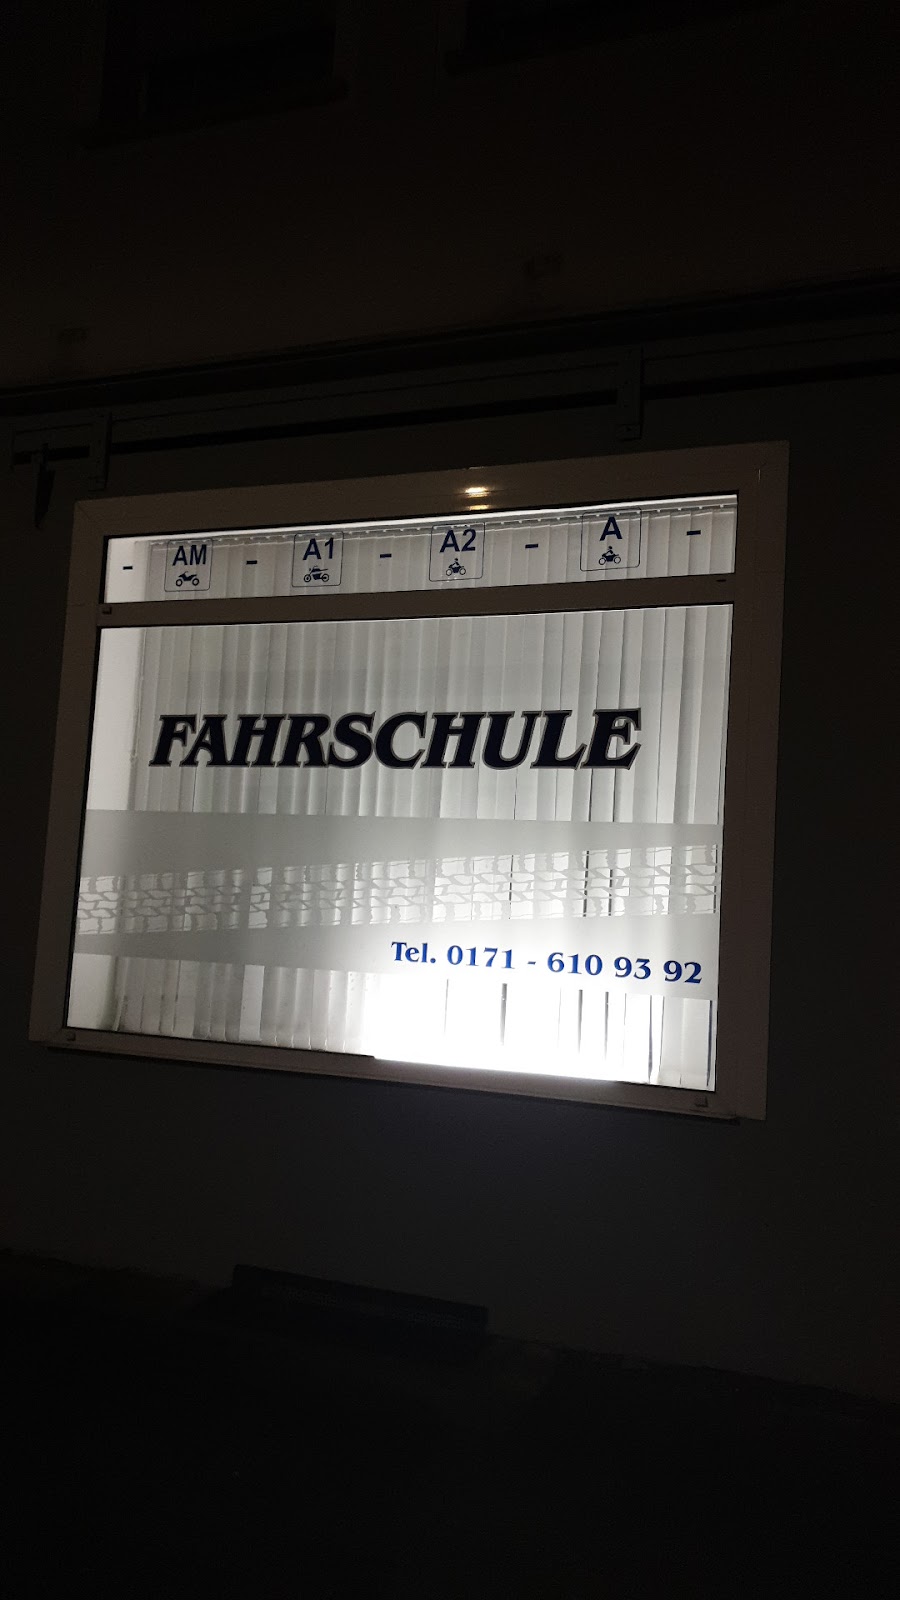 - AM - A1 - A2 - A -
FAHRSCHULE
Tel. 0171 - 610 93 92